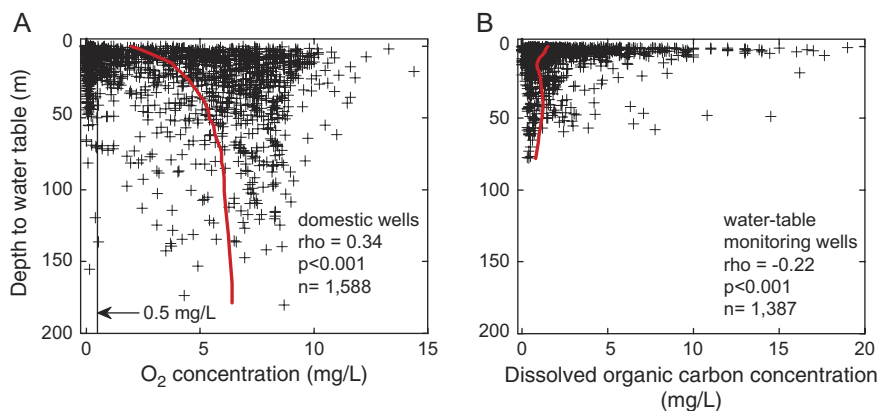 A
0
50
100
150
200
Depth to water table (m)
domestic wells
rho = 0.34
p<0.001
n= 1,588
0.5 mg/L
0 5 10 15
O₂ concentration (mg/L)
B
0
50
100
150
200
water-table
monitoring wells
rho = -0.22
p<0.001
n= 1,387
0 5 10 15 20
Dissolved organic carbon concentration
(mg/L)